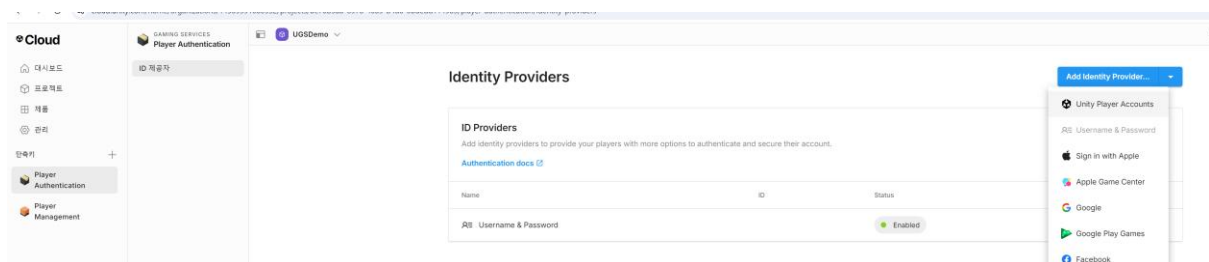 Cloud
GAMING SERVICES
Player Authentication
UGSDemo
대시보드
프로젝트
제품
관리
단축키
Player
Authentication
Player
Management
ID 제공자
Identity Providers
Add Identity Provider...
ID Providers
Add identity providers to provide your players with more options to authenticate and secure their account.
Authentication docs
Name ID Status
Username & Password Enabled
Unity Player Accounts
Username & Password
Sign in with Apple
Apple Game Center
Google
Google Play Games
Facebook